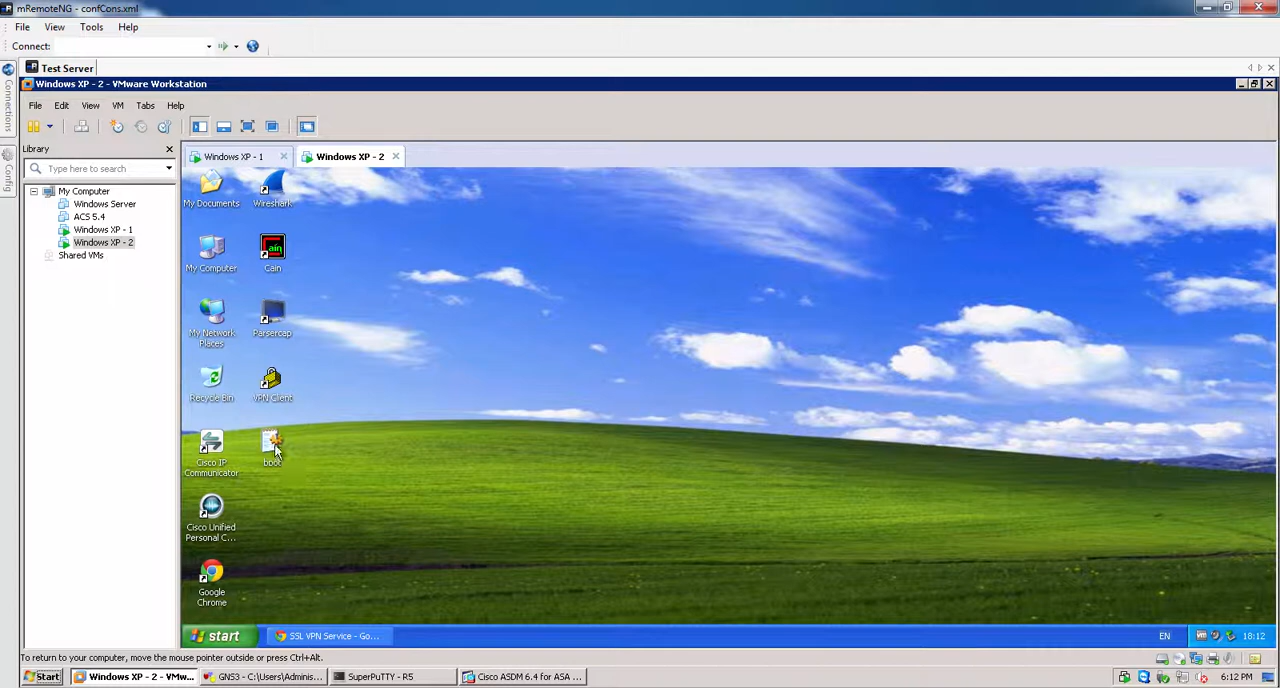 mRemoteNG - confCons.xml
File View Tools Help
Connect:
Connections
Config
Test Server
Windows XP - 2 - VMware Workstation
File Edit View VM Tabs Help
Library
Type here to search
My Computer
Windows Server
ACS 5.4
Windows XP - 1
Windows XP - 2
Shared VMs
Windows XP - 1
Windows XP - 2
My Documents
Wireshark
My Computer
Cain
My Network
Places
Parsercap
Recycle Bin
VPN Client
Cisco IP
Communicator
boot
Cisco Unified
Personal C...
Google
Chrome
start
SSL VPN Service - Go...
EN
18:12
To return to your computer, move the mouse pointer outside or press Ctrl+Alt.
Start
Windows XP - 2 - VMw...
GNS3 - C:\Users\Adminis...
SuperPuTTY - R5
Cisco ASDM 6.4 for ASA ...
6:12 PM